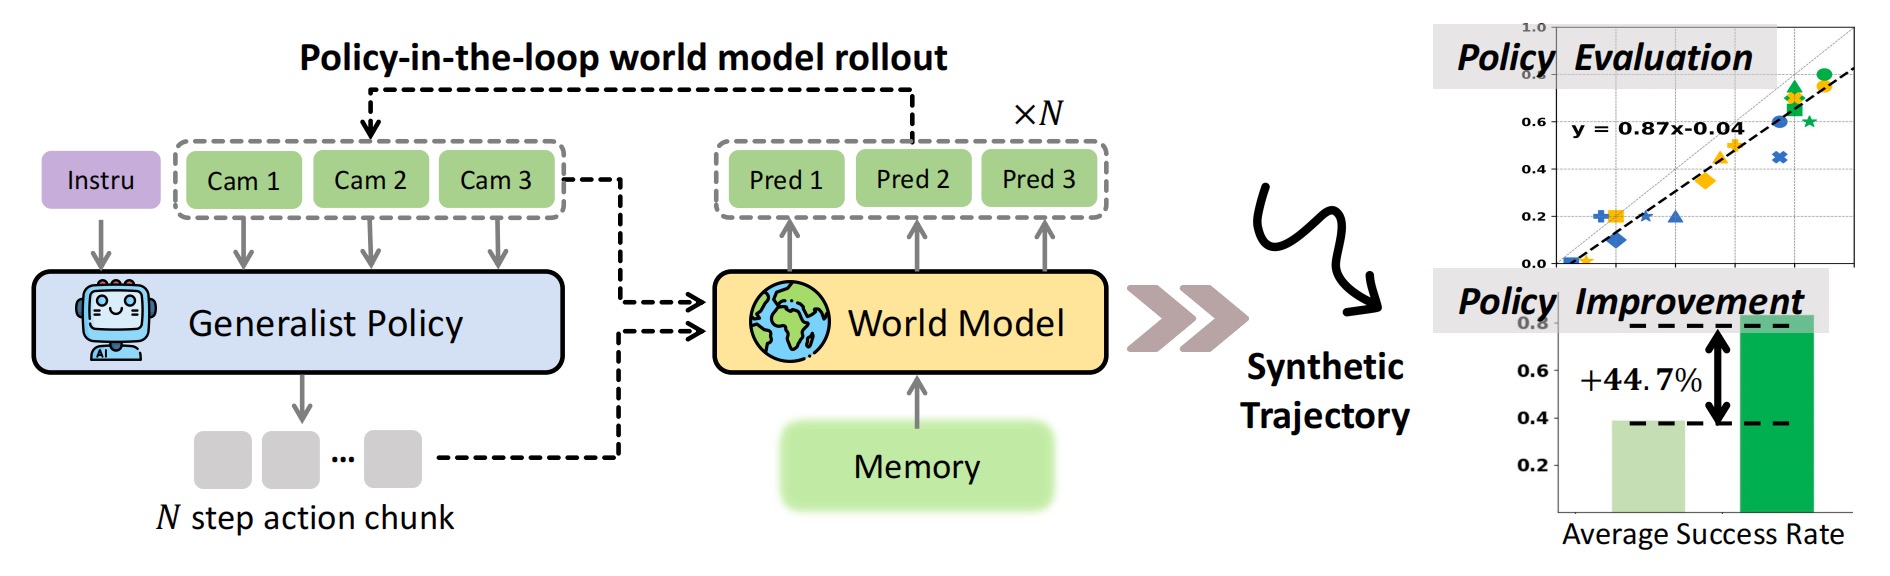 Policy-in-the-loop world model rollout
×N
Instru
Cam 1
Cam 2
Cam 3
Pred 1
Pred 2
Pred 3
AI
Generalist Policy
World Model
...
N step action chunk
Memory
Synthetic
Trajectory
Policy Evaluation
1.0
0.8
0.6
0.4
0.2
0.0
y = 0.87x-0.04
Policy Improvement
0.8
0.6
0.4
0.2
+44.7%
Average Success Rate